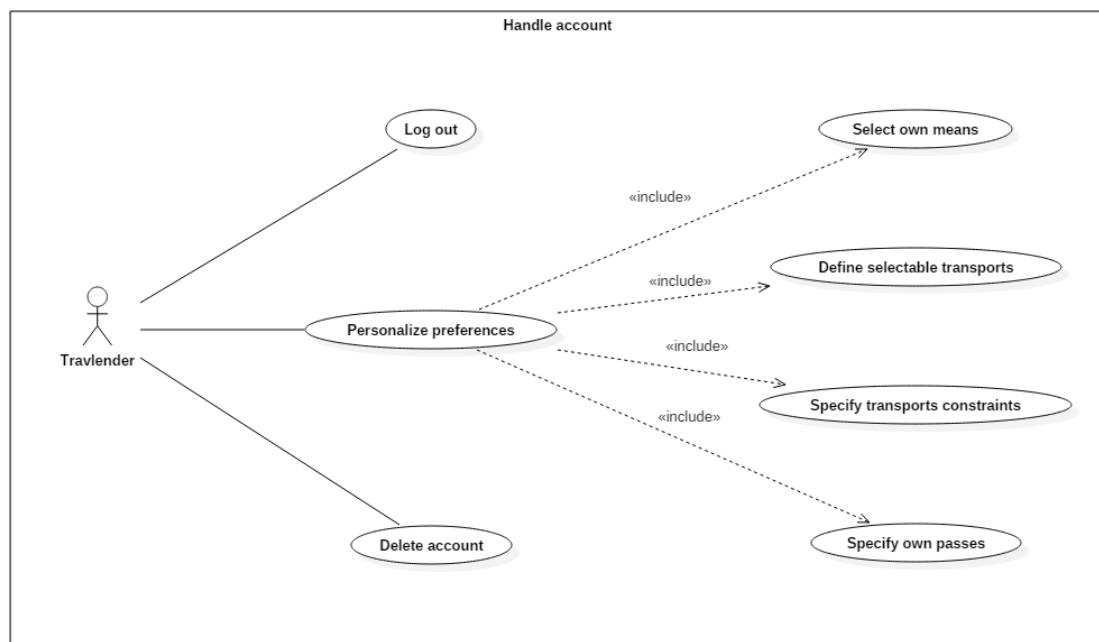 Handle account
Log out
Select own means
«include»
Define selectable transports
«include»
Travlender
Personalize preferences
«include»
Specify transports constraints
«include»
Delete account
Specify own passes